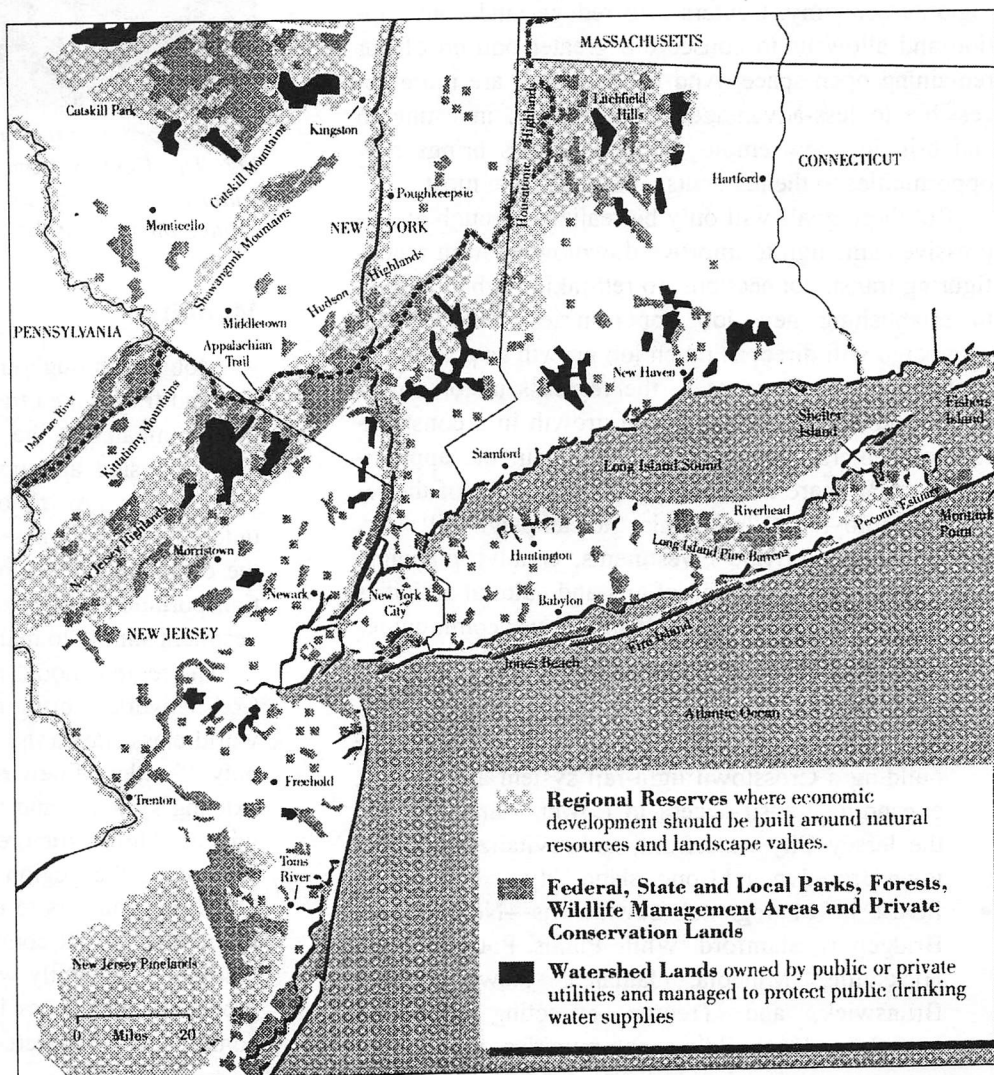 MASSACHUSETTS
Catskill Park
Kingston
Litchfield
Hills
Housatonic Highlands
CONNECTICUT
Hartford
Catskill Mountains
Poughkeepsie
Monticello
NEW YORK
Shawangunk Mountains
Hudson Highlands
PENNSYLVANIA
Middletown
Appalachian
Trail
New Haven
Delaware River
Kittatinny Mountains
Shelter
Island
Fishers
Island
Stamford
Long Island Sound
Riverhead
Peconic Estuary
Montauk
Point
New Jersey Highlands
Morristown
Huntington
Long Island Pine Barrens
Newark
New York
City
Babylon
NEW JERSEY
Fire Island
Jones Beach
Atlantic Ocean
Freehold
Trenton
Toms
River
New Jersey Pinelands
0 Miles 20
Regional Reserves where economic
development should be built around natural
resources and landscape values.
Federal, State and Local Parks, Forests,
Wildlife Management Areas and Private
Conservation Lands
Watershed Lands owned by public or private
utilities and managed to protect public drinking
water supplies